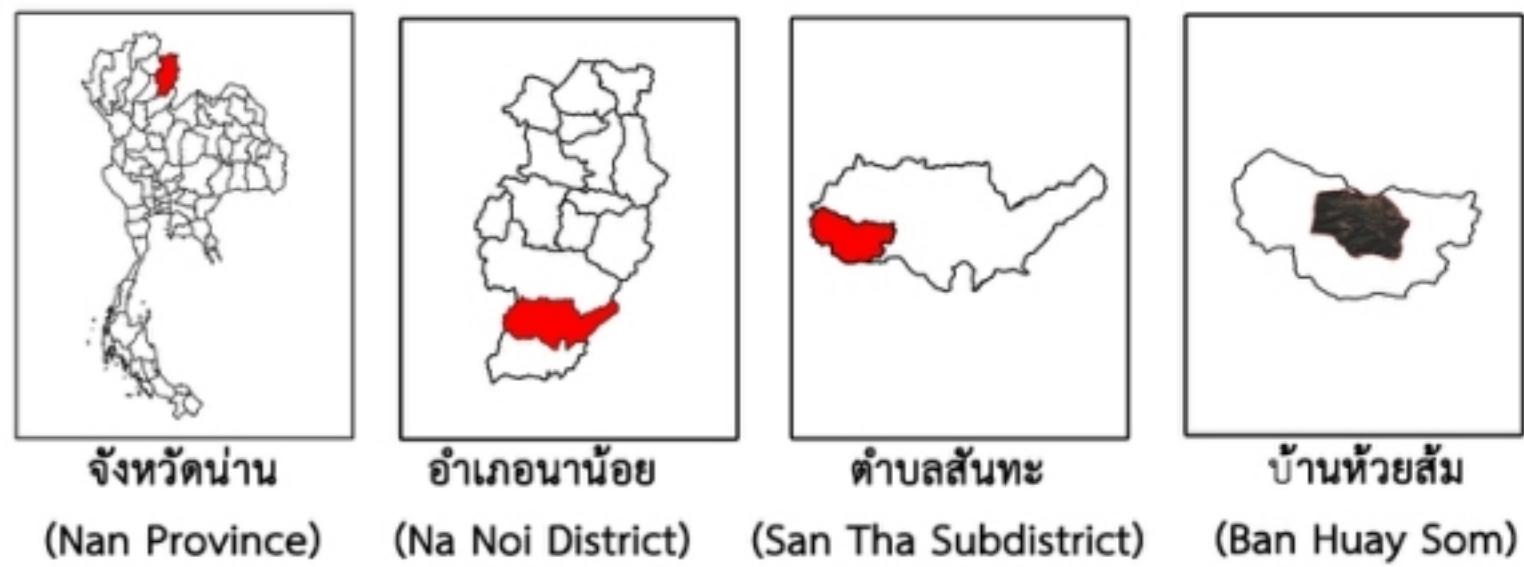 จังหวัดน่าน
(Nan Province)
อำเภอนาน้อย
(Na Noi District)
ตำบลสันทะ
(San Tha Subdistrict)
บ้านห้วยส้ม
(Ban Huay Som)